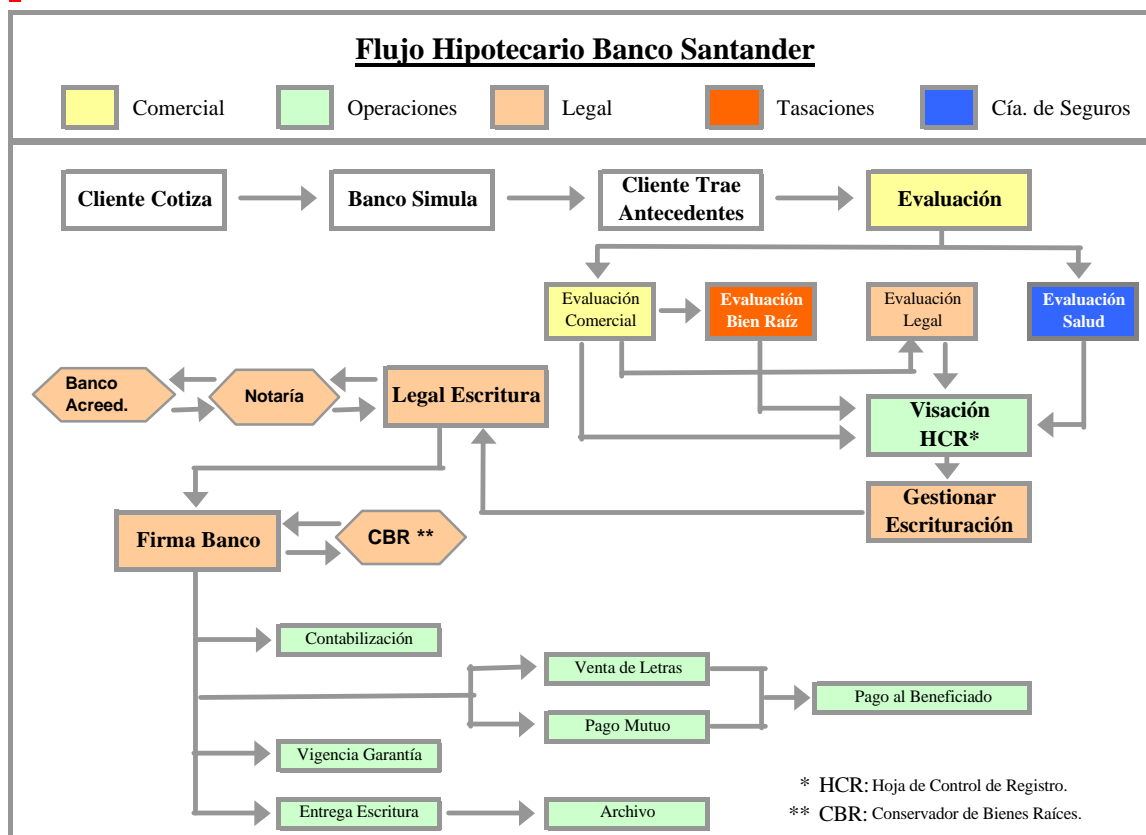 Flujo Hipotecario Banco Santander
Comercial
Operaciones
Legal
Tasaciones
Cía. de Seguros
Cliente Cotiza
Banco Simula
Cliente Trae
Antecedentes
Evaluación
Evaluación
Comercial
Evaluación
Bien Raíz
Evaluación
Legal
Evaluación
Salud
Banco
Acreed.
Notaría
Legal Escritura
Visación
HCR*
Gestionar
Escrituración
Firma Banco
CBR **
Contabilización
Venta de Letras
Pago al Beneficiado
Pago Mutuo
Vigencia Garantía
Entrega Escritura
Archivo
* HCR: Hoja de Control de Registro.
** CBR: Conservador de Bienes Raíces.